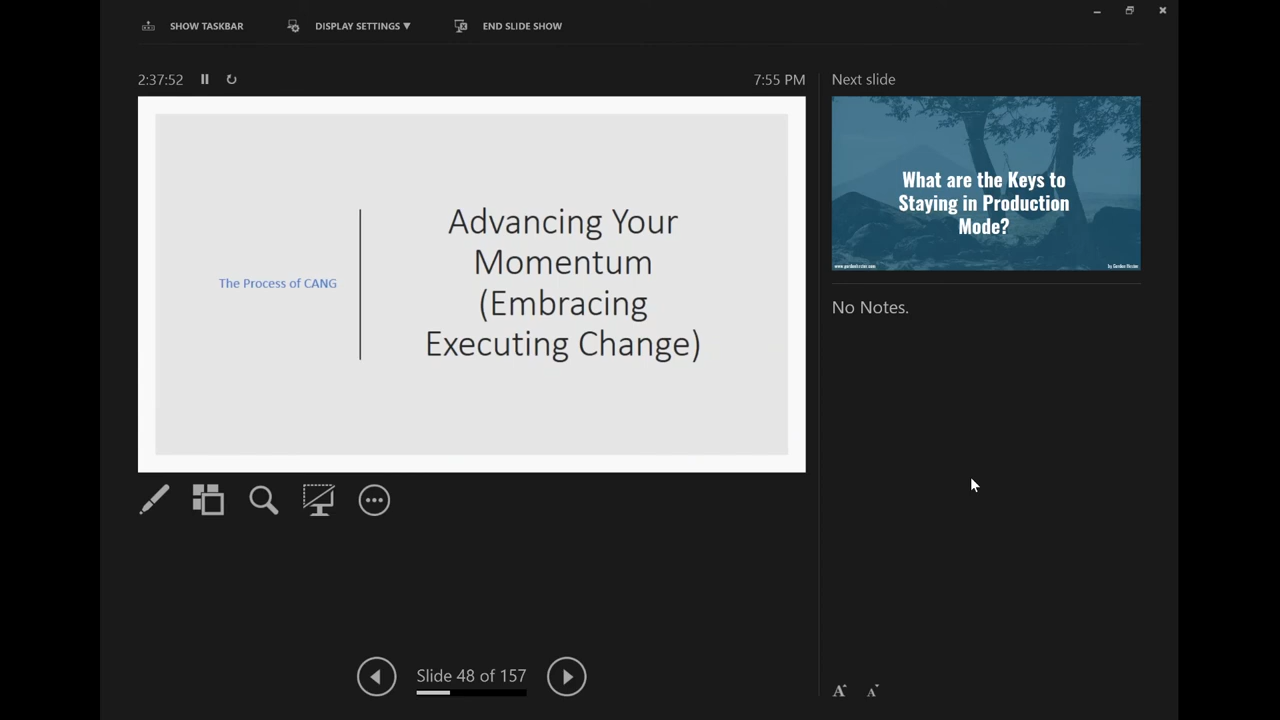 SHOW TASKBAR
DISPLAY SETTINGS ▼
END SLIDE SHOW
2:37:52
7:55 PM
The Process of CANG
Advancing Your
Momentum
(Embracing
Executing Change)
Slide 48 of 157
Next slide
What are the Keys to
Staying in Production
Mode?
No Notes.
A
A